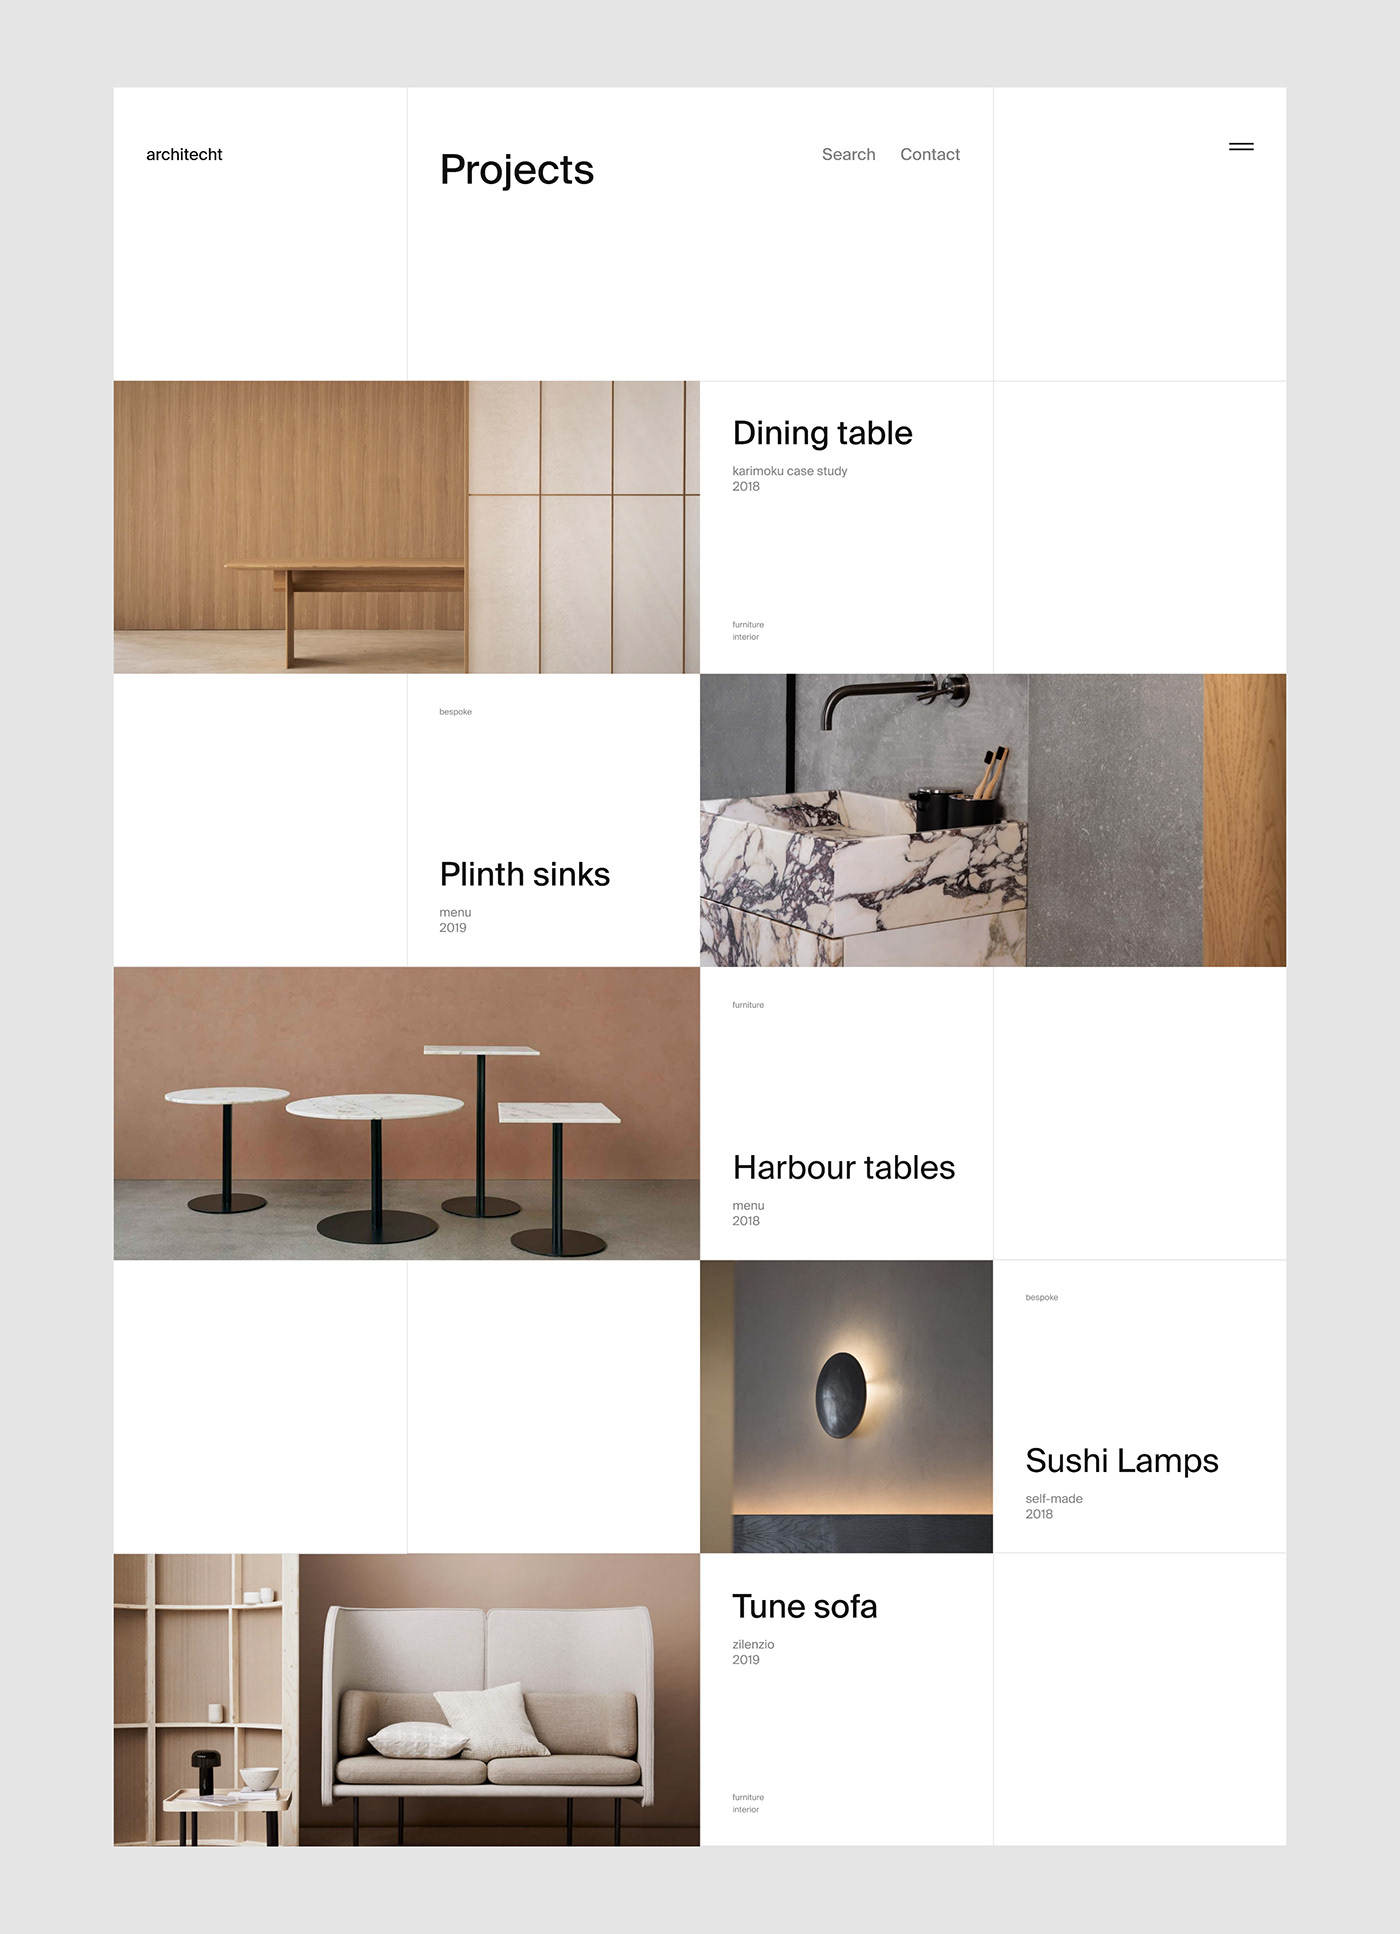 architecht
Projects
Search
Contact
Dining table
karimoku case study
2018
furniture
interior
bespoke
Plinth sinks
menu
2019
furniture
Harbour tables
menu
2018
bespoke
Sushi Lamps
self-made
2018
Tune sofa
zilenzio
2019
furniture
interior